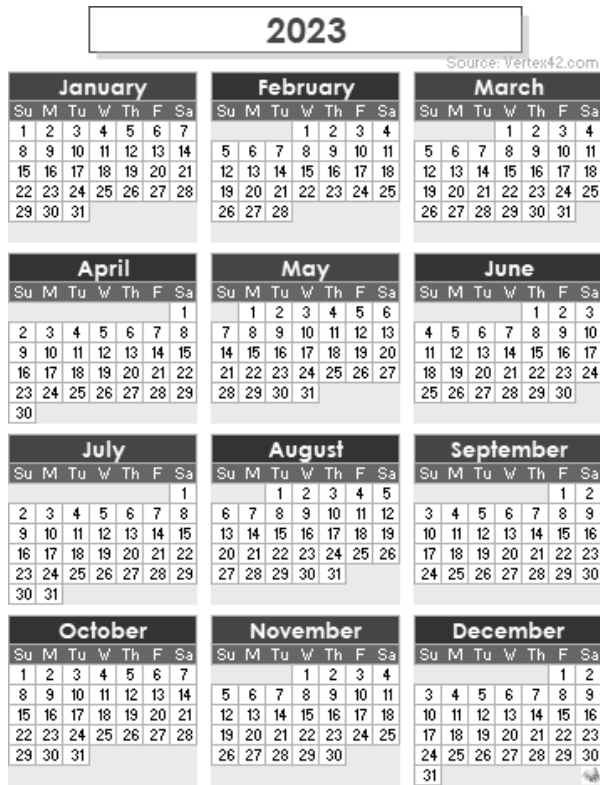 2023
Source: Vertex42.com
January February March
Su M Tu W Th F Sa Su M Tu W Th F Sa Su M Tu W Th F Sa
1 2 3 4 5 6 7 1 2 3 4 1 2 3 4
8 9 10 11 12 13 14 5 6 7 8 9 10 11 5 6 7 8 9 10 11
15 16 17 18 19 20 21 12 13 14 15 16 17 18 12 13 14 15 16 17 18
22 23 24 25 26 27 28 19 20 21 22 23 24 25 19 20 21 22 23 24 25
29 30 31 26 27 28 26 27 28 29 30 31
April May June
Su M Tu W Th F Sa Su M Tu W Th F Sa Su M Tu W Th F Sa
1 1 2 3 4 5 6 1 2 3
2 3 4 5 6 7 8 7 8 9 10 11 12 13 4 5 6 7 8 9 10
9 10 11 12 13 14 15 14 15 16 17 18 19 20 11 12 13 14 15 16 17
16 17 18 19 20 21 22 21 22 23 24 25 26 27 18 19 20 21 22 23 24
23 24 25 26 27 28 29 28 29 30 31 25 26 27 28 29 30
30
July August September
Su M Tu W Th F Sa Su M Tu W Th F Sa Su M Tu W Th F Sa
1 1 2 3 4 5 1 2
2 3 4 5 6 7 8 6 7 8 9 10 11 12 3 4 5 6 7 8 9
9 10 11 12 13 14 15 13 14 15 16 17 18 19 10 11 12 13 14 15 16
16 17 18 19 20 21 22 20 21 22 23 24 25 26 17 18 19 20 21 22 23
23 24 25 26 27 28 29 27 28 29 30 31 24 25 26 27 28 29 30
30 31
October November December
Su M Tu W Th F Sa Su M Tu W Th F Sa Su M Tu W Th F Sa
1 2 3 4 5 6 7 1 2 3 4 1 2
8 9 10 11 12 13 14 5 6 7 8 9 10 11 3 4 5 6 7 8 9
15 16 17 18 19 20 21 12 13 14 15 16 17 18 10 11 12 13 14 15 16
22 23 24 25 26 27 28 19 20 21 22 23 24 25 17 18 19 20 21 22 23
29 30 31 26 27 28 29 30 24 25 26 27 28 29 30
31